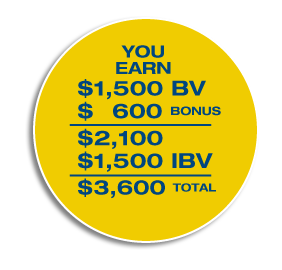 YOU
EARN
$1,500 BV
$ 600 BONUS
$2,100
$1,500 IBV
$3,600 TOTAL